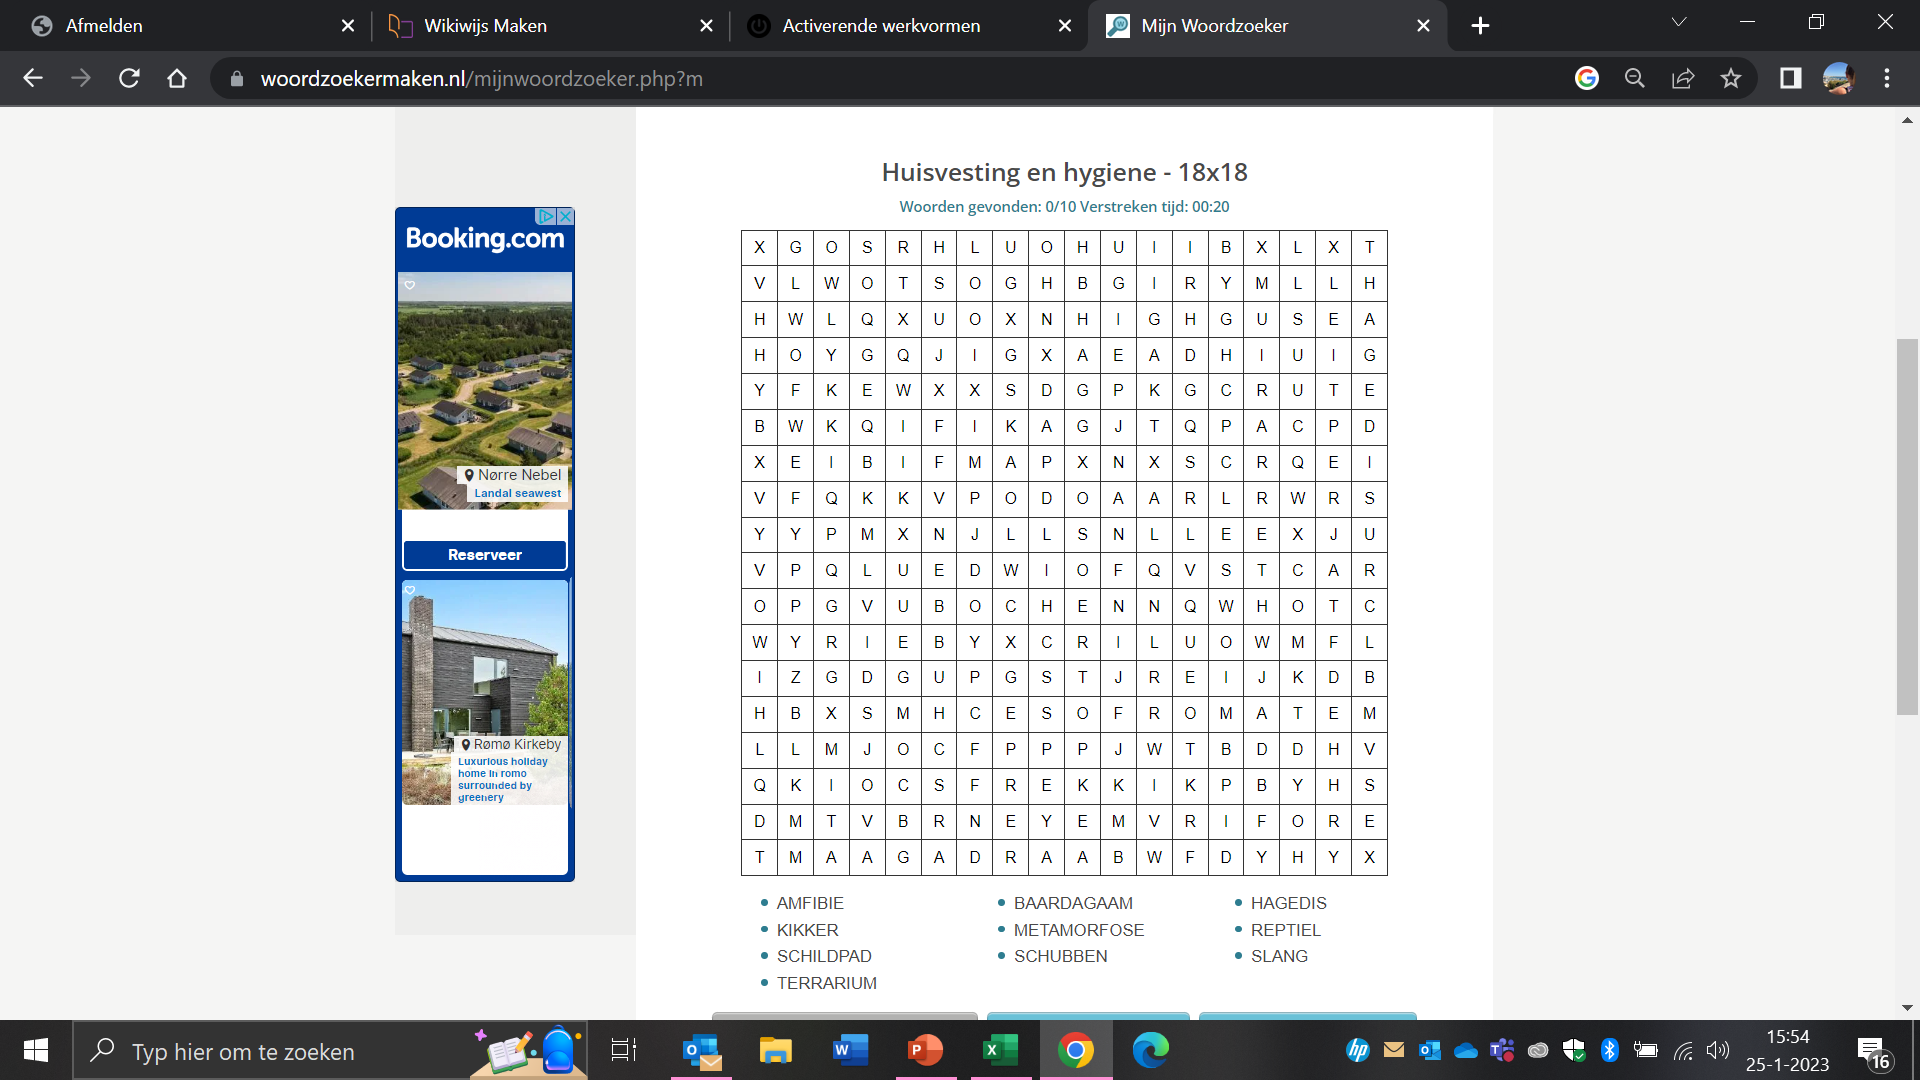 Afmelden
Wikiwijs Maken
Activerende werkvormen
Mijn Woordzoeker
woordzoekermaken.nl/mijnwoordzoeker.php?m
Huisvesting en hygiene - 18x18
Woorden gevonden: 0/10 Verstreken tijd: 00:20
X G O S R H L U O H U I I B X L X T
V L W O T S O G H B G I R Y M L L H
H W L Q X U O X N H I G H G U S E A
H O Y G Q J I G X A E A D H I U I G
Y F K E W X X S D G P K G C R U T E
B W K Q I F I K A G J T Q P A C P D
X E I B I F M A P X N X S C R Q E I
V F Q K K V P O D O A A R L R W R S
Y Y P M X N J L L S N L L E E X J U
V P Q L U E D W I O F Q V S T C A R
O P G V U B O C H E N N Q W H O T C
W Y R I E B Y X C R I L U O W M F L
I Z G D G U P G S T J R E I J K D B
H B X S M H C E S O F R O M A T E M
L L M J O C F P P P J W T B D D H V
Q K I O C S F R E K K I K P B Y H S
D M T V B R N E Y E M V R I F O R E
T M A A G A D R A A B W F D Y H Y X
AMFIBIE
BAARDAGAAM
HAGEDIS
KIKKER
METAMORFOSE
REPTIEL
SCHILDPAD
SCHUBBEN
SLANG
TERRARIUM
Booking.com
Nørre Nebel
Landal seawest
Reserveer
Rømø Kirkeby
Luxurious holiday
home in romo
surrounded by
greenery
Typ hier om te zoeken
15:54
25-1-2023
16